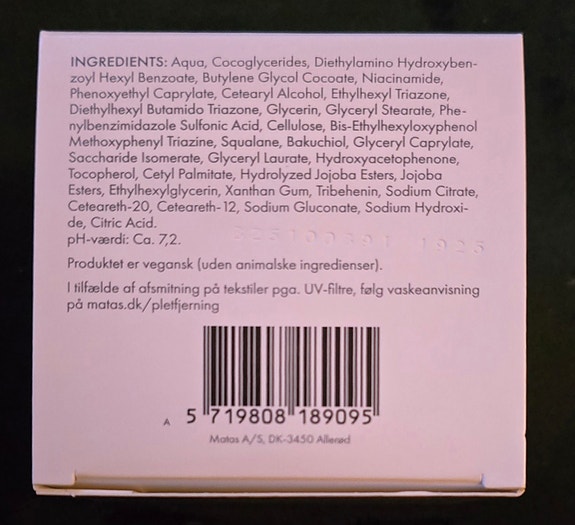 INGREDIENTS: Aqua, Cocoglycerides, Diethylamino Hydroxyben-
zoyl Hexyl Benzoate, Butylene Glycol Cocoate, Niacinamide,
Phenoxyethyl Caprylate, Cetearyl Alcohol, Ethylhexyl Triazone,
Diethylhexyl Butamido Triazone, Glycerin, Glyceryl Stearate, Phe-
nylbenzimidazole Sulfonic Acid, Cellulose, Bis-Ethylhexyloxyphenol
Methoxyphenyl Triazine, Squalane, Bakuchiol, Glyceryl Caprylate,
Saccharide Isomerate, Glyceryl Laurate, Hydroxyacetophenone,
Tocopherol, Cetyl Palmitate, Hydrolyzed Jojoba Esters, Jojoba
Esters, Ethylhexylglycerin, Xanthan Gum, Tribehenin, Sodium Citrate,
Ceteareth-20, Ceteareth-12, Sodium Gluconate, Sodium Hydroxi-
de, Citric Acid.
pH-værdi: Ca. 7,2.
Produktet er vegansk (uden animalske ingredienser).
I tilfælde af afsmitning på tekstiler pga. UV-filtre, følg vaskeanvisning
på matas.dk/pletfjerning
A 5 719808 189095
Matas A/S, DK-3450 Allerød